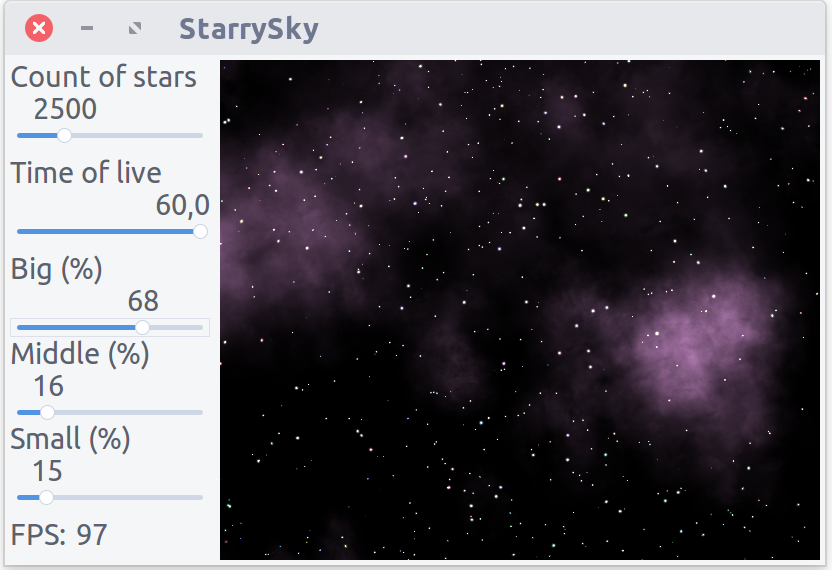 StarrySky
Count of stars
2500
Time of live
60,0
Big (%)
68
Middle (%)
16
Small (%)
15
FPS: 97